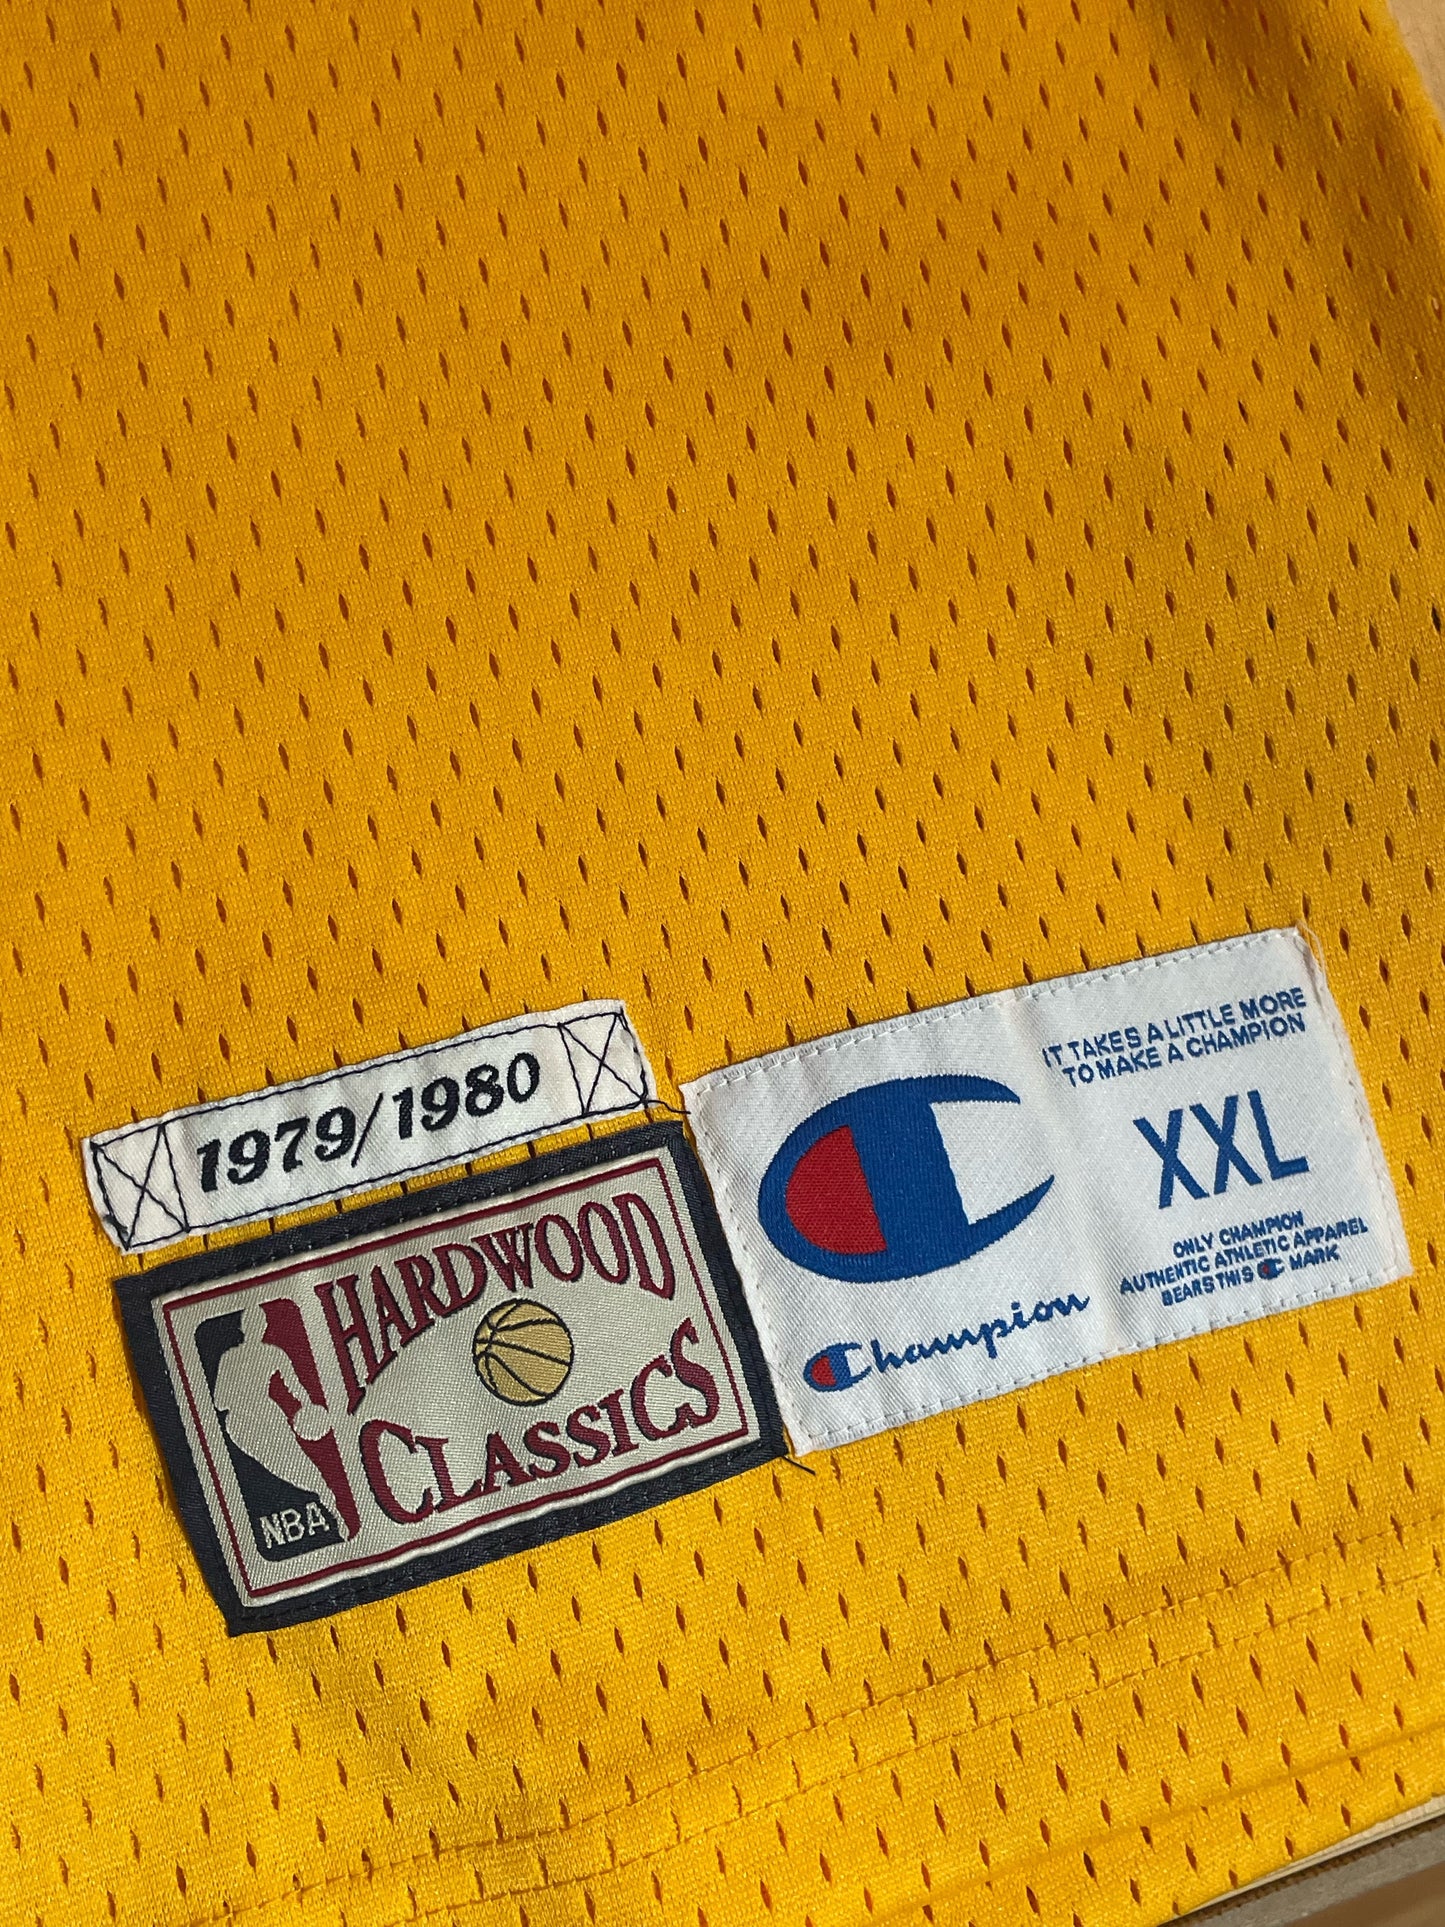 1979/1980
HARDWOOD
CLASSICS
NBA
IT TAKES A LITTLE MORE
TO MAKE A CHAMPION
XXL
ONLY CHAMPION
AUTHENTIC ATHLETIC APPAREL
BEARS THIS C MARK
Champion